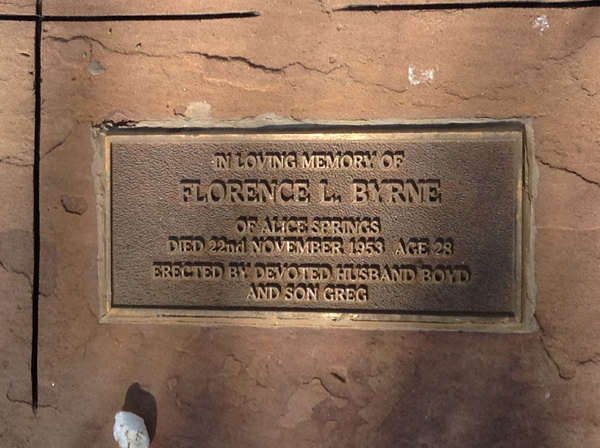 IN LOVING MEMORY OF
FLORENCE L. BYRNE
OF ALICE SPRINGS
DIED 22nd NOVEMBER 1953 AGE 28
ERECTED BY DEVOTED HUSBAND BOYD
AND SON GREG